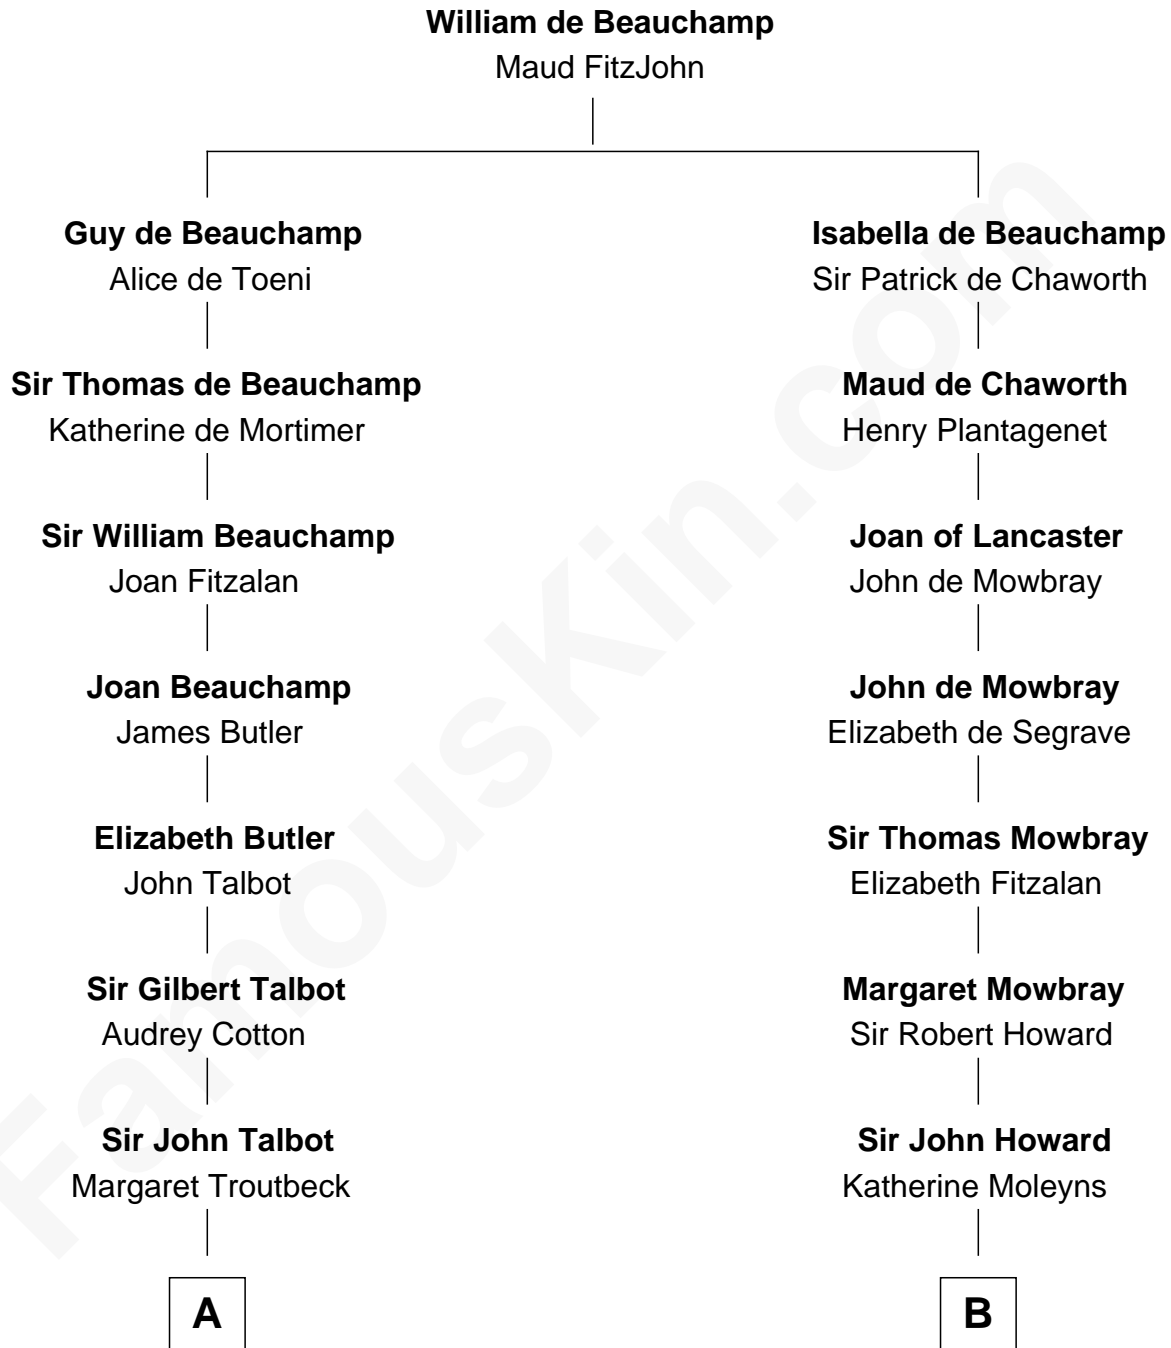 William de Beauchamp
Maud FitzJohn
Guy de Beauchamp
Alice de Toeni
Isabella de Beauchamp
Sir Patrick de Chaworth
Sir Thomas de Beauchamp
Katherine de Mortimer
Maud de Chaworth
Henry Plantagenet
Sir William Beauchamp
Joan Fitzalan
Joan of Lancaster
John de Mowbray
Joan Beauchamp
James Butler
John de Mowbray
Elizabeth de Segrave
Elizabeth Butler
John Talbot
Sir Thomas Mowbray
Elizabeth Fitzalan
Sir Gilbert Talbot
Audrey Cotton
Margaret Mowbray
Sir Robert Howard
Sir John Talbot
Margaret Troutbeck
Sir John Howard
Katherine Moleyns
A
B
FamousKin.com